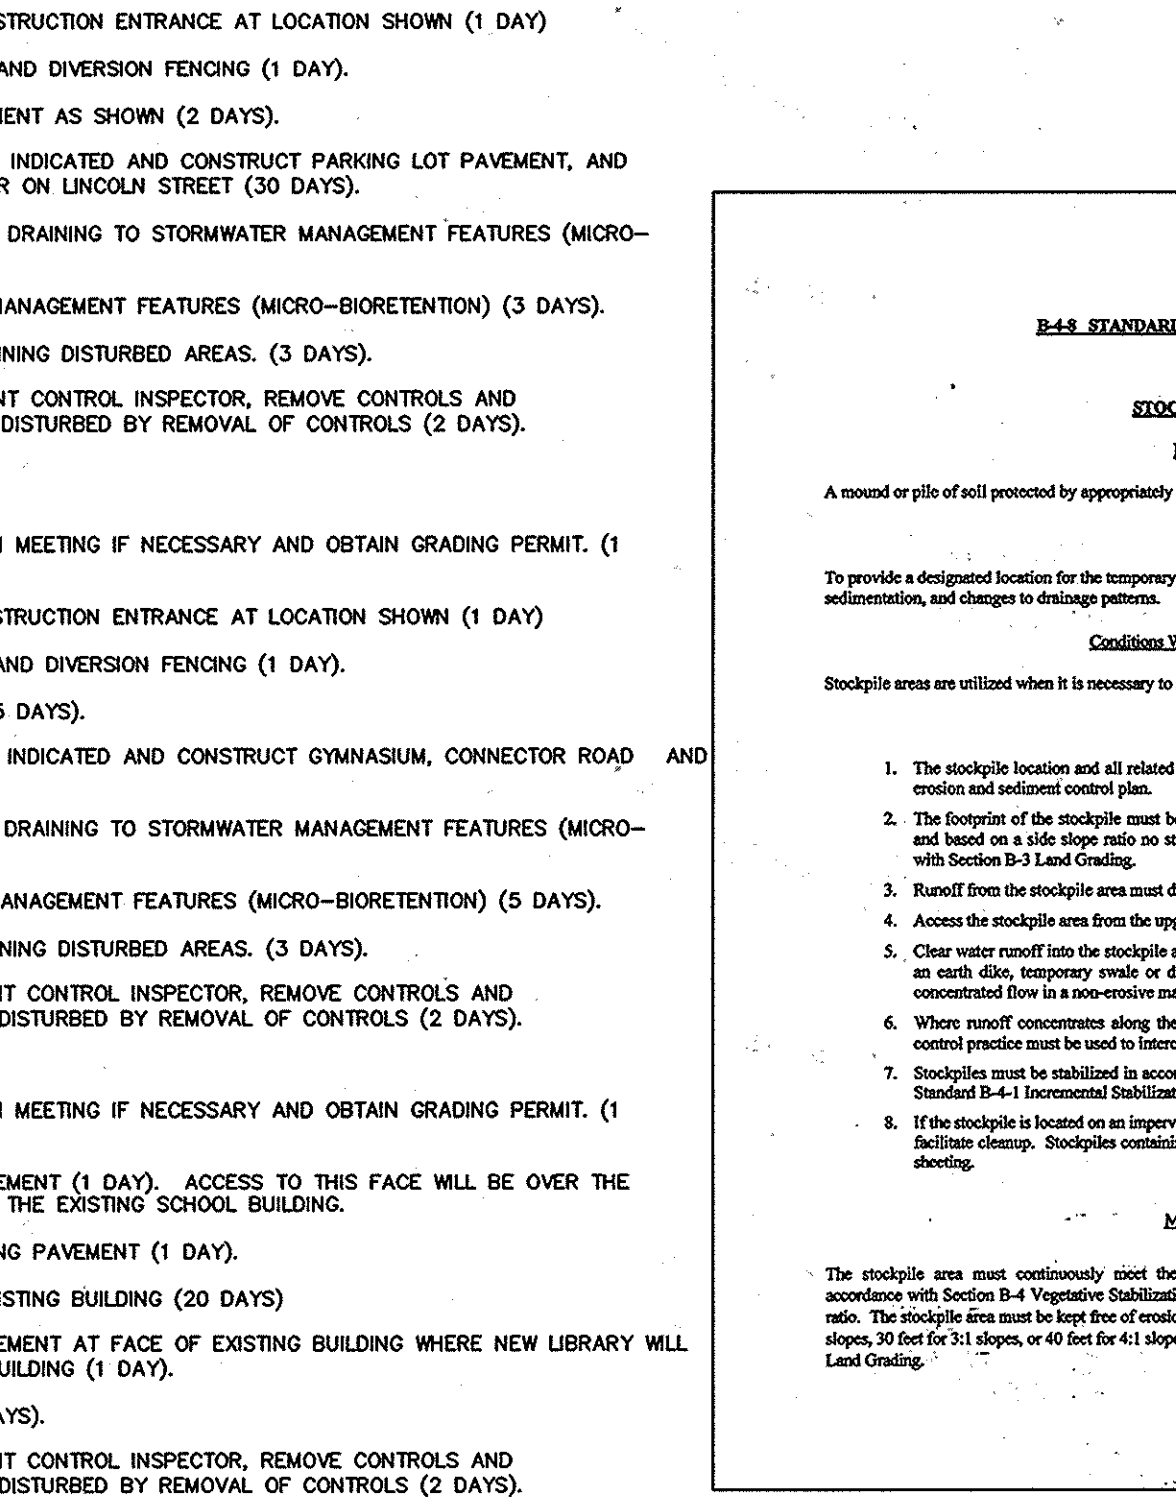 STRUCTION ENTRANCE AT LOCATION SHOWN (1 DAY)
AND DIVERSION FENCING (1 DAY).
MENT AS SHOWN (2 DAYS).
INDICATED AND CONSTRUCT PARKING LOT PAVEMENT, AND
R ON LINCOLN STREET (30 DAYS).
DRAINING TO STORMWATER MANAGEMENT FEATURES (MICRO-
MANAGEMENT FEATURES (MICRO-BIORETENTION) (3 DAYS).
INING DISTURBED AREAS. (3 DAYS).
NT CONTROL INSPECTOR, REMOVE CONTROLS AND
DISTURBED BY REMOVAL OF CONTROLS (2 DAYS).
MEETING IF NECESSARY AND OBTAIN GRADING PERMIT. (1
STRUCTION ENTRANCE AT LOCATION SHOWN (1 DAY)
AND DIVERSION FENCING (1 DAY).
5 DAYS).
INDICATED AND CONSTRUCT GYMNASIUM, CONNECTOR ROAD AND
DRAINING TO STORMWATER MANAGEMENT FEATURES (MICRO-
ANAGEMENT FEATURES (MICRO-BIORETENTION) (5 DAYS).
NING DISTURBED AREAS. (3 DAYS).
NT CONTROL INSPECTOR, REMOVE CONTROLS AND
DISTURBED BY REMOVAL OF CONTROLS (2 DAYS).
MEETING IF NECESSARY AND OBTAIN GRADING PERMIT. (1
EMENT (1 DAY). ACCESS TO THIS FACE WILL BE OVER THE
THE EXISTING SCHOOL BUILDING.
NG PAVEMENT (1 DAY).
ISTING BUILDING (20 DAYS)
EMENT AT FACE OF EXISTING BUILDING WHERE NEW LIBRARY WILL
UILDING (1 DAY).
AYS).
NT CONTROL INSPECTOR, REMOVE CONTROLS AND
DISTURBED BY REMOVAL OF CONTROLS (2 DAYS).
B-4-8 STANDARD
STOC
A mound or pile of soil protected by appropriately
To provide a designated location for the temporary
sedimentation, and changes to drainage patterns.
Conditions W
Stockpile areas are utilized when it is necessary to
1. The stockpile location and all related
erosion and sediment control plan.
2. The footprint of the stockpile must be
and based on a side slope ratio no st
with Section B-3 Land Grading.
3. Runoff from the stockpile area must d
4. Access the stockpile area from the upg
5. Clear water runoff into the stockpile a
an earth dike, temporary swale or d
concentrated flow in a non-erosive ma
6. Where runoff concentrates along the
control practice must be used to interc
7. Stockpiles must be stabilized in accor
Standard B-4-1 Incremental Stabilizat
8. If the stockpile is located on an imperv
facilitate cleanup. Stockpiles containi
sheeting.
M
The stockpile area must continuously meet the
accordance with Section B-4 Vegetative Stabilizati
ratio. The stockpile area must be kept free of erosio
slopes, 30 feet for 3:1 slopes, or 40 feet for 4:1 slope
Land Grading.